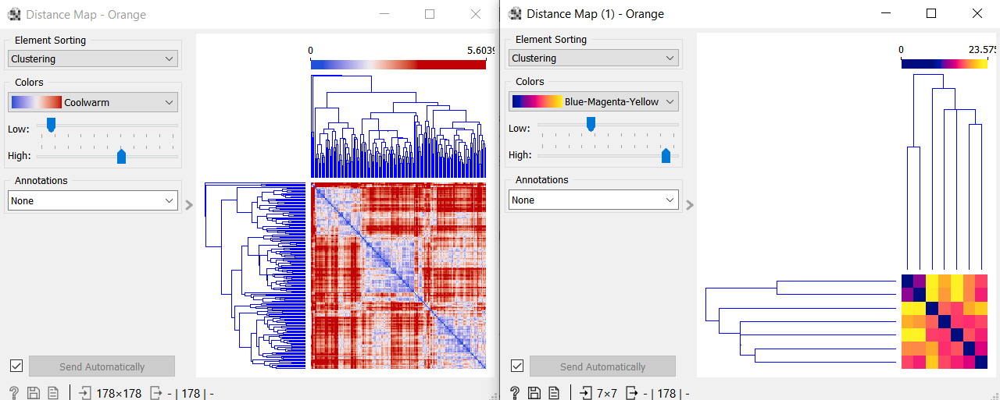 Distance Map - Orange
Element Sorting
Clustering
Colors
Coolwarm
Low:
High:
Annotations
None
Send Automatically
178×178
- | 178 | -
0
5.6039
Distance Map (1) - Orange
Element Sorting
Clustering
Colors
Blue-Magenta-Yellow
Low:
High:
Annotations
None
Send Automatically
7×7
- | 178 | -
0
23.575